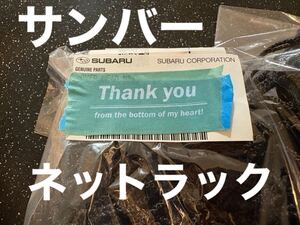 サンバー
SUBARU
SUBARU CORPORATION
GENUINE PARTS
Thank you
from the bottom of my heart!
ネットラック